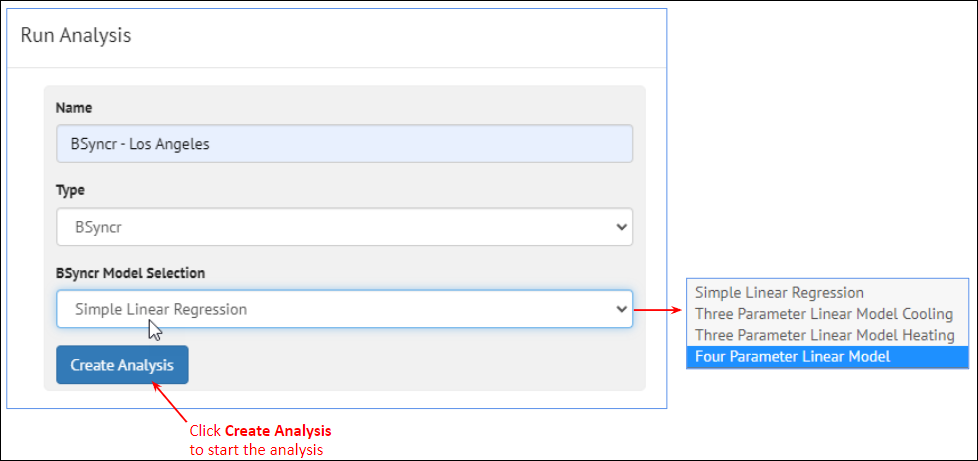 Run Analysis
Name
BSyncr - Los Angeles
Type
BSyncr
BSyncr Model Selection
Simple Linear Regression
Create Analysis
Simple Linear Regression
Three Parameter Linear Model Cooling
Three Parameter Linear Model Heating
Four Parameter Linear Model
Click Create Analysis
to start the analysis